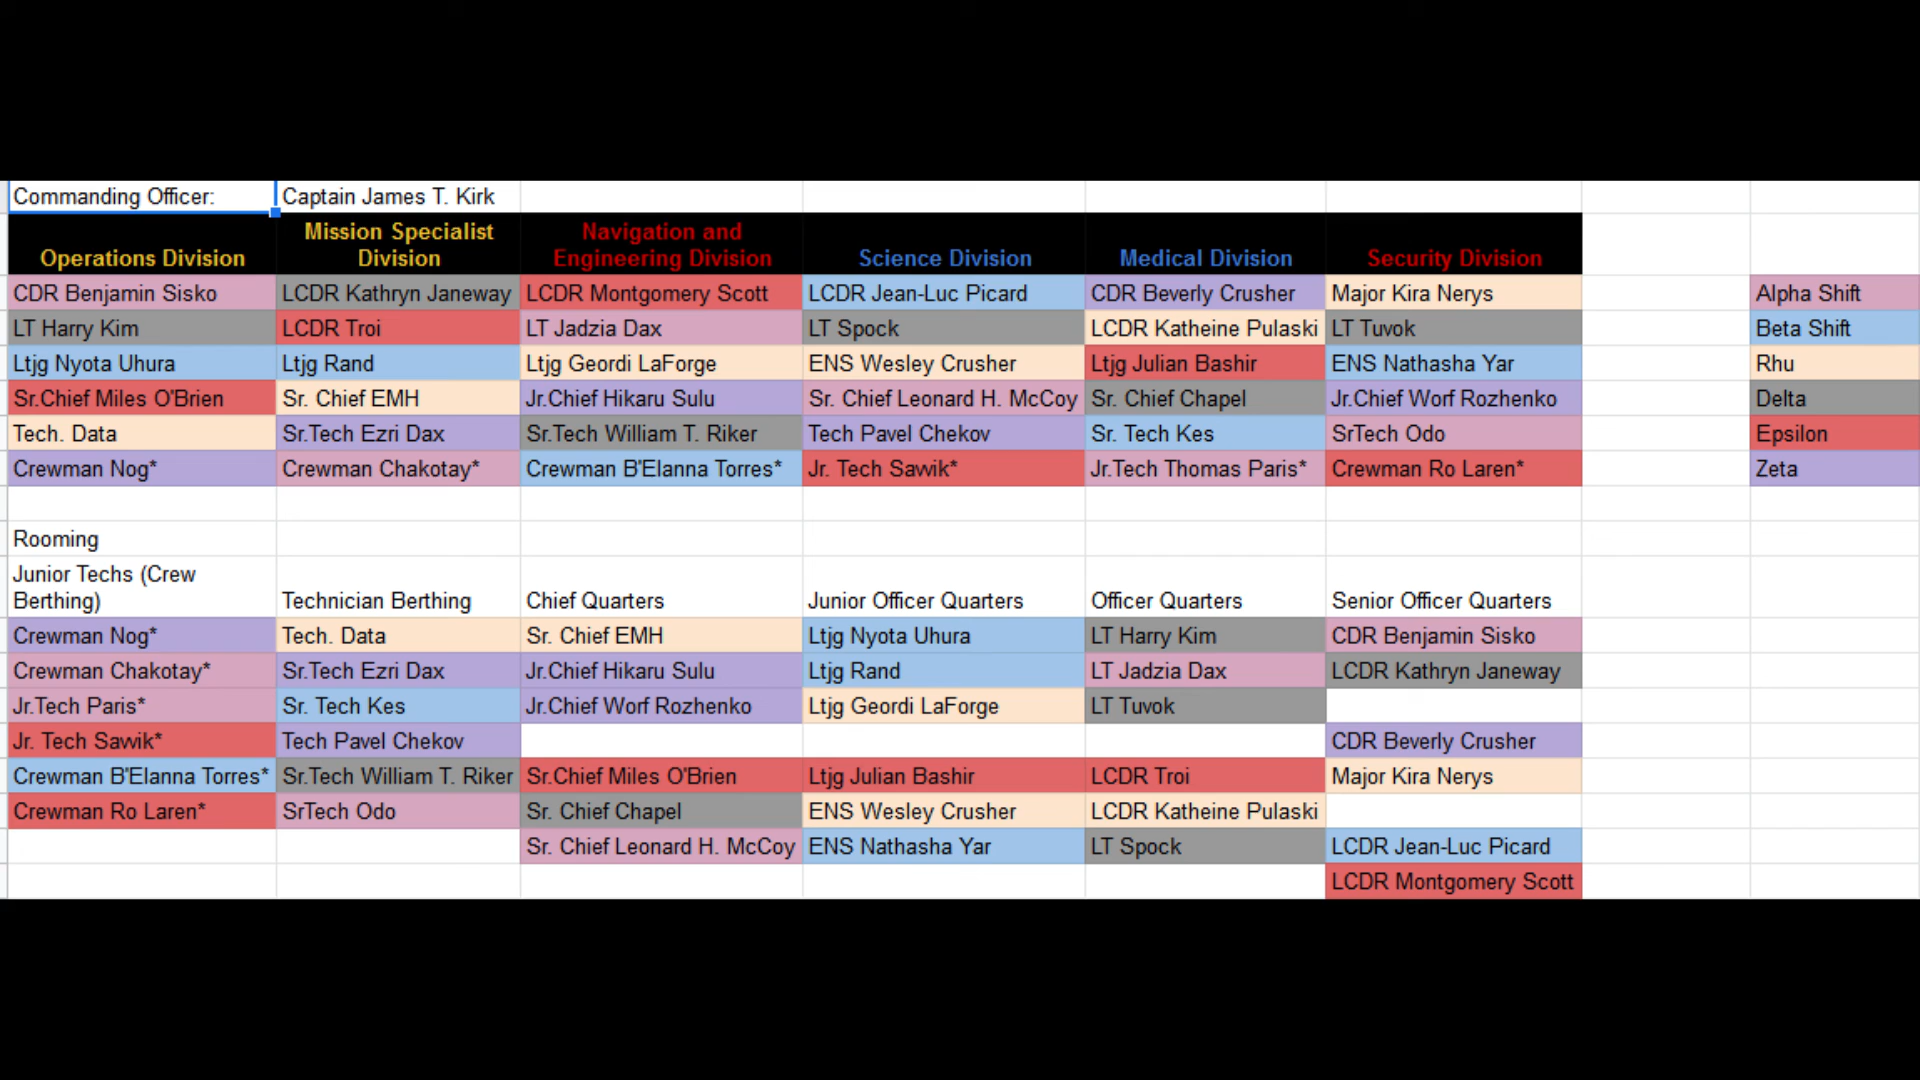 Commanding Officer: Captain James T. Kirk
Operations Division Mission Specialist Division Navigation and Engineering Division Science Division Medical Division Security Division
CDR Benjamin Sisko LCDR Kathryn Janeway LCDR Montgomery Scott LCDR Jean-Luc Picard CDR Beverly Crusher Major Kira Nerys Alpha Shift
LT Harry Kim LCDR Troi LT Jadzia Dax LT Spock LCDR Katheine Pulaski LT Tuvok Beta Shift
Ltjg Nyota Uhura Ltjg Rand Ltjg Geordi LaForge ENS Wesley Crusher Ltjg Julian Bashir ENS Nathasha Yar Rhu
Sr.Chief Miles O'Brien Sr. Chief EMH Jr.Chief Hikaru Sulu Sr. Chief Leonard H. McCoy Sr. Chief Chapel Jr.Chief Worf Rozhenko Delta
Tech. Data Sr.Tech Ezri Dax Sr.Tech William T. Riker Tech Pavel Chekov Sr. Tech Kes SrTech Odo Epsilon
Crewman Nog* Crewman Chakotay* Crewman B'Elanna Torres* Jr. Tech Savvik* Jr.Tech Thomas Paris* Crewman Ro Laren* Zeta
Rooming
Junior Techs (Crew Berthing) Technician Berthing Chief Quarters Junior Officer Quarters Officer Quarters Senior Officer Quarters
Crewman Nog* Tech. Data Sr. Chief EMH Ltjg Nyota Uhura LT Harry Kim CDR Benjamin Sisko
Crewman Chakotay* Sr.Tech Ezri Dax Jr.Chief Hikaru Sulu Ltjg Rand LT Jadzia Dax LCDR Kathryn Janeway
Jr.Tech Paris* Sr. Tech Kes Jr.Chief Worf Rozhenko Ltjg Geordi LaForge LT Tuvok
Jr. Tech Savvik* Tech Pavel Chekov CDR Beverly Crusher
Crewman B'Elanna Torres* Sr.Tech William T. Riker Sr.Chief Miles O'Brien Ltjg Julian Bashir LCDR Troi Major Kira Nerys
Crewman Ro Laren* SrTech Odo Sr. Chief Chapel ENS Wesley Crusher LCDR Katheine Pulaski
Sr. Chief Leonard H. McCoy ENS Nathasha Yar LT Spock LCDR Jean-Luc Picard
LCDR Montgomery Scott